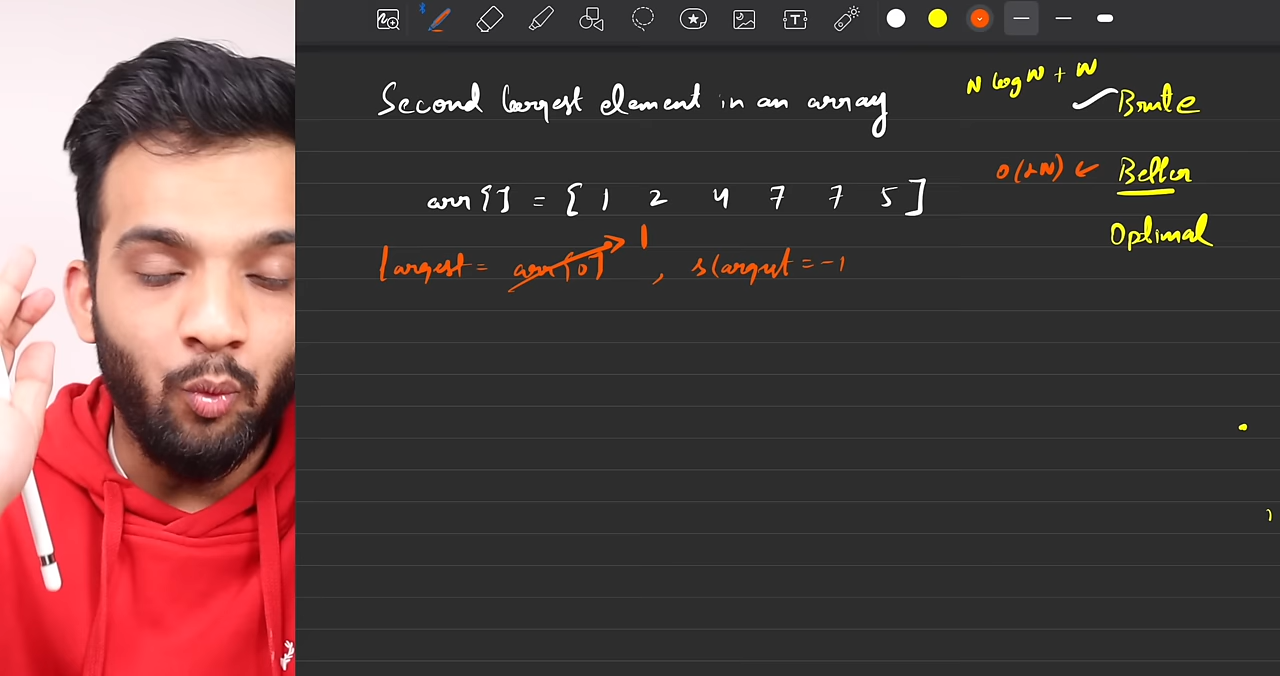 N log N + N
Second largest element in an array
Brute
O(2N)
Better
arr[] = [ 1 2 4 7 7 5 ]
Optimal
largest = arr[0] 1 , slargest = -1